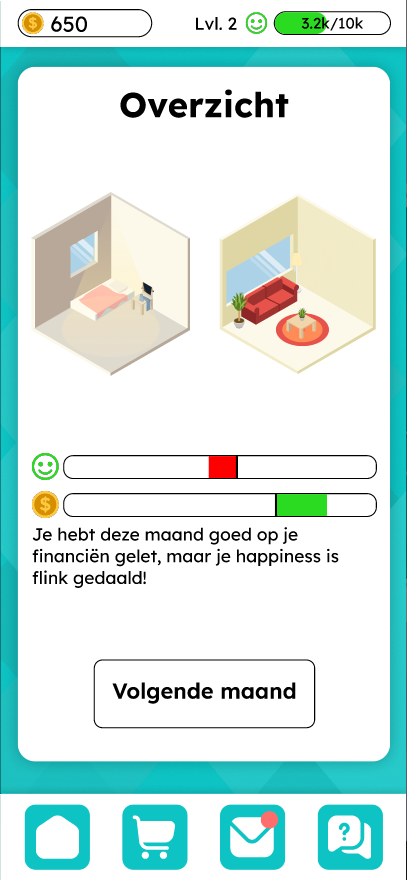 $ 650
Lvl. 2
3.2k/10k
Overzicht
$
Je hebt deze maand goed op je
financiën gelet, maar je happiness is
flink gedaald!
Volgende maand
?